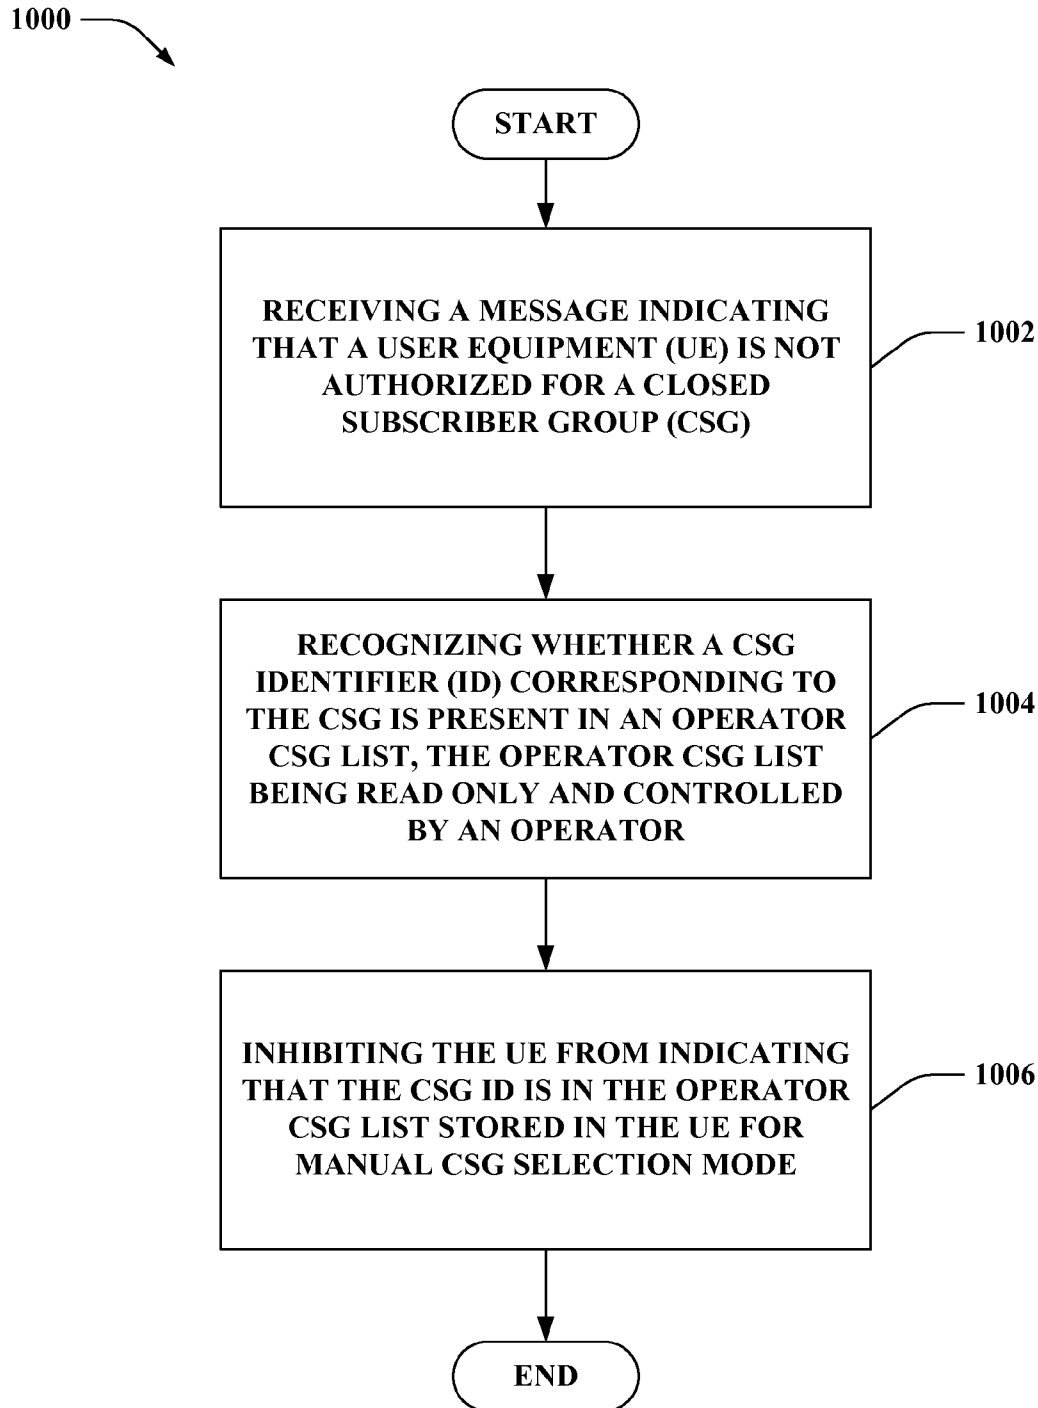 1000
START
RECEIVING A MESSAGE INDICATING
THAT A USER EQUIPMENT (UE) IS NOT
AUTHORIZED FOR A CLOSED
SUBSCRIBER GROUP (CSG)
1002
RECOGNIZING WHETHER A CSG
IDENTIFIER (ID) CORRESPONDING TO
THE CSG IS PRESENT IN AN OPERATOR
CSG LIST, THE OPERATOR CSG LIST
BEING READ ONLY AND CONTROLLED
BY AN OPERATOR
1004
INHIBITING THE UE FROM INDICATING
THAT THE CSG ID IS IN THE OPERATOR
CSG LIST STORED IN THE UE FOR
MANUAL CSG SELECTION MODE
1006
END